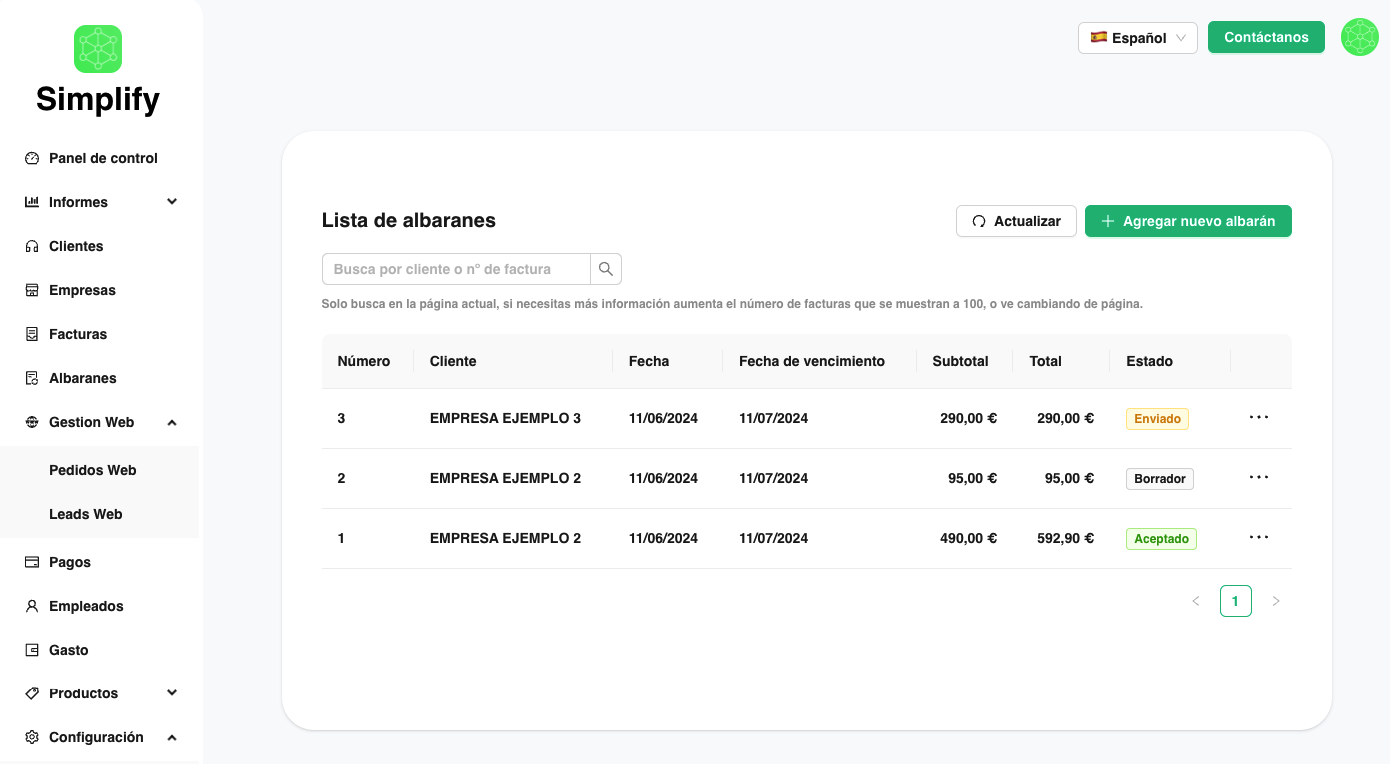 Simplify
Panel de control
Informes
Clientes
Empresas
Facturas
Albaranes
Gestion Web
Pedidos Web
Leads Web
Pagos
Empleados
Gasto
Productos
Configuración
Español
Contáctanos
Lista de albaranes
Actualizar
Agregar nuevo albarán
Busca por cliente o nº de factura
Solo busca en la página actual, si necesitas más información aumenta el número de facturas que se muestran a 100, o ve cambiando de página.
Número Cliente Fecha Fecha de vencimiento Subtotal Total Estado
3 EMPRESA EJEMPLO 3 11/06/2024 11/07/2024 290,00 € 290,00 € Enviado
2 EMPRESA EJEMPLO 2 11/06/2024 11/07/2024 95,00 € 95,00 € Borrador
1 EMPRESA EJEMPLO 2 11/06/2024 11/07/2024 490,00 € 592,90 € Aceptado
1